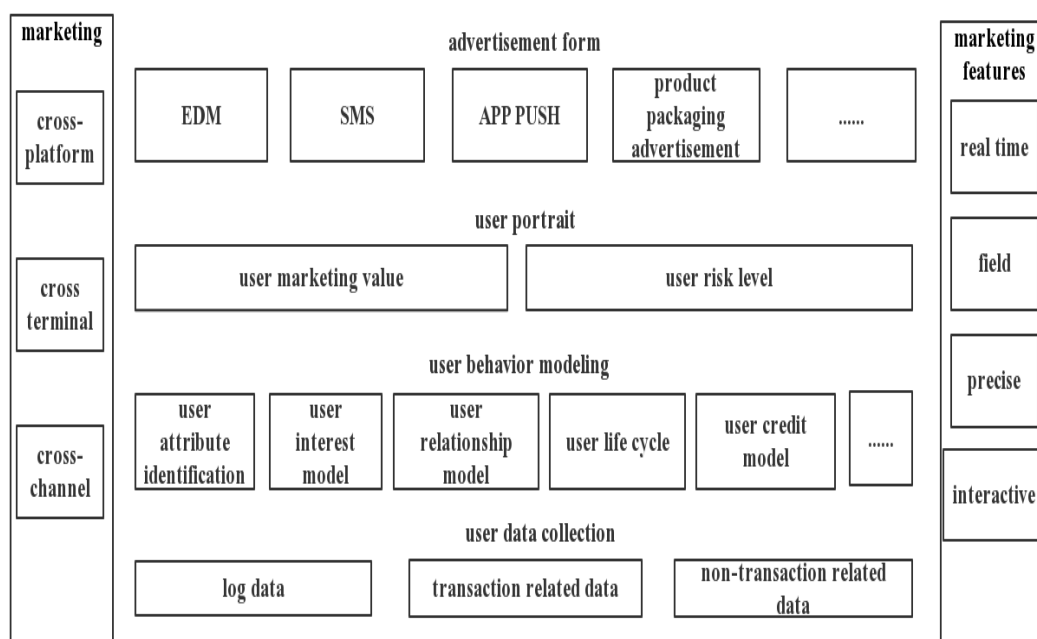 marketing
cross-
platform
cross
terminal
cross-
channel
advertisement form
EDM
SMS
APP PUSH
product
packaging
advertisement
......
user portrait
user marketing value
user risk level
user behavior modeling
user
attribute
identification
user
interest
model
user
relationship
model
user life cycle
user credit
model
......
user data collection
log data
transaction related data
non-transaction related
data
marketing
features
real time
field
precise
interactive